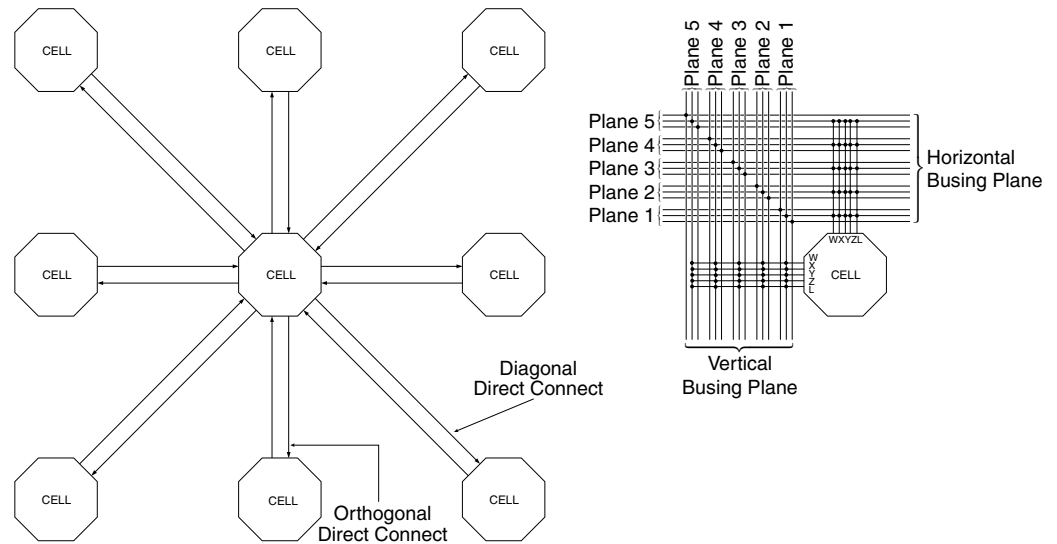 CELL
CELL
CELL
CELL
CELL
CELL
CELL
CELL
CELL
Diagonal
Direct Connect
Orthogonal
Direct Connect
Plane 5
Plane 4
Plane 3
Plane 2
Plane 1
Plane 5
Plane 4
Plane 3
Plane 2
Plane 1
Horizontal
Busing Plane
WXYZL
W
X
Y
Z
L
CELL
Vertical
Busing Plane